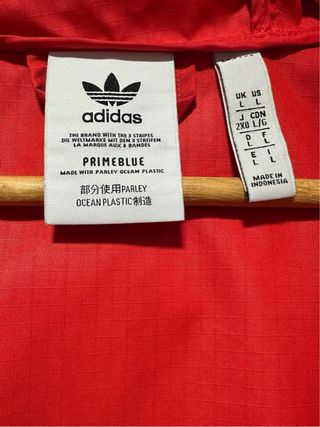 adidas
THE BRAND WITH THE 3 STRIPES
DIE WELTMARKE MIT DEN 3 STREIFEN
LA MARQUE AUX 3 BANDES
PRIMEBLUE
MADE WITH PARLEY OCEAN PLASTIC
部分使用PARLEY
OCEAN PLASTIC制造
UK US
L L
J CDN
2XO L/G
D F
L L
E I
L L
MADE IN
INDONESIA